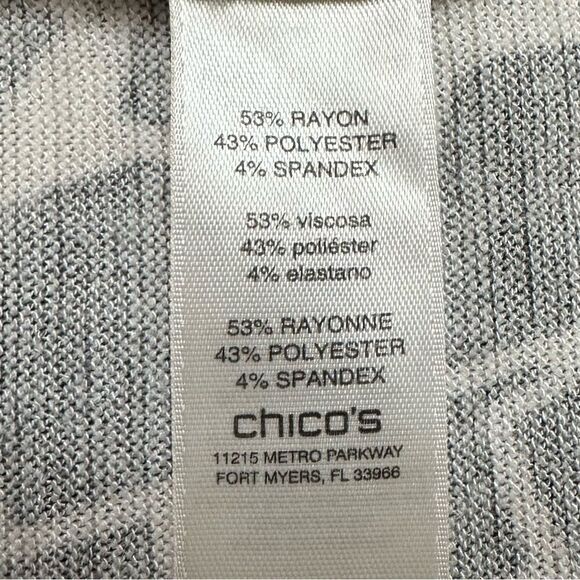 53% RAYON
43% POLYESTER
4% SPANDEX
53% viscosa
43% poliéster
4% elastano
53% RAYONNE
43% POLYESTER
4% SPANDEX
chico's
11215 METRO PARKWAY
FORT MYERS, FL 33966